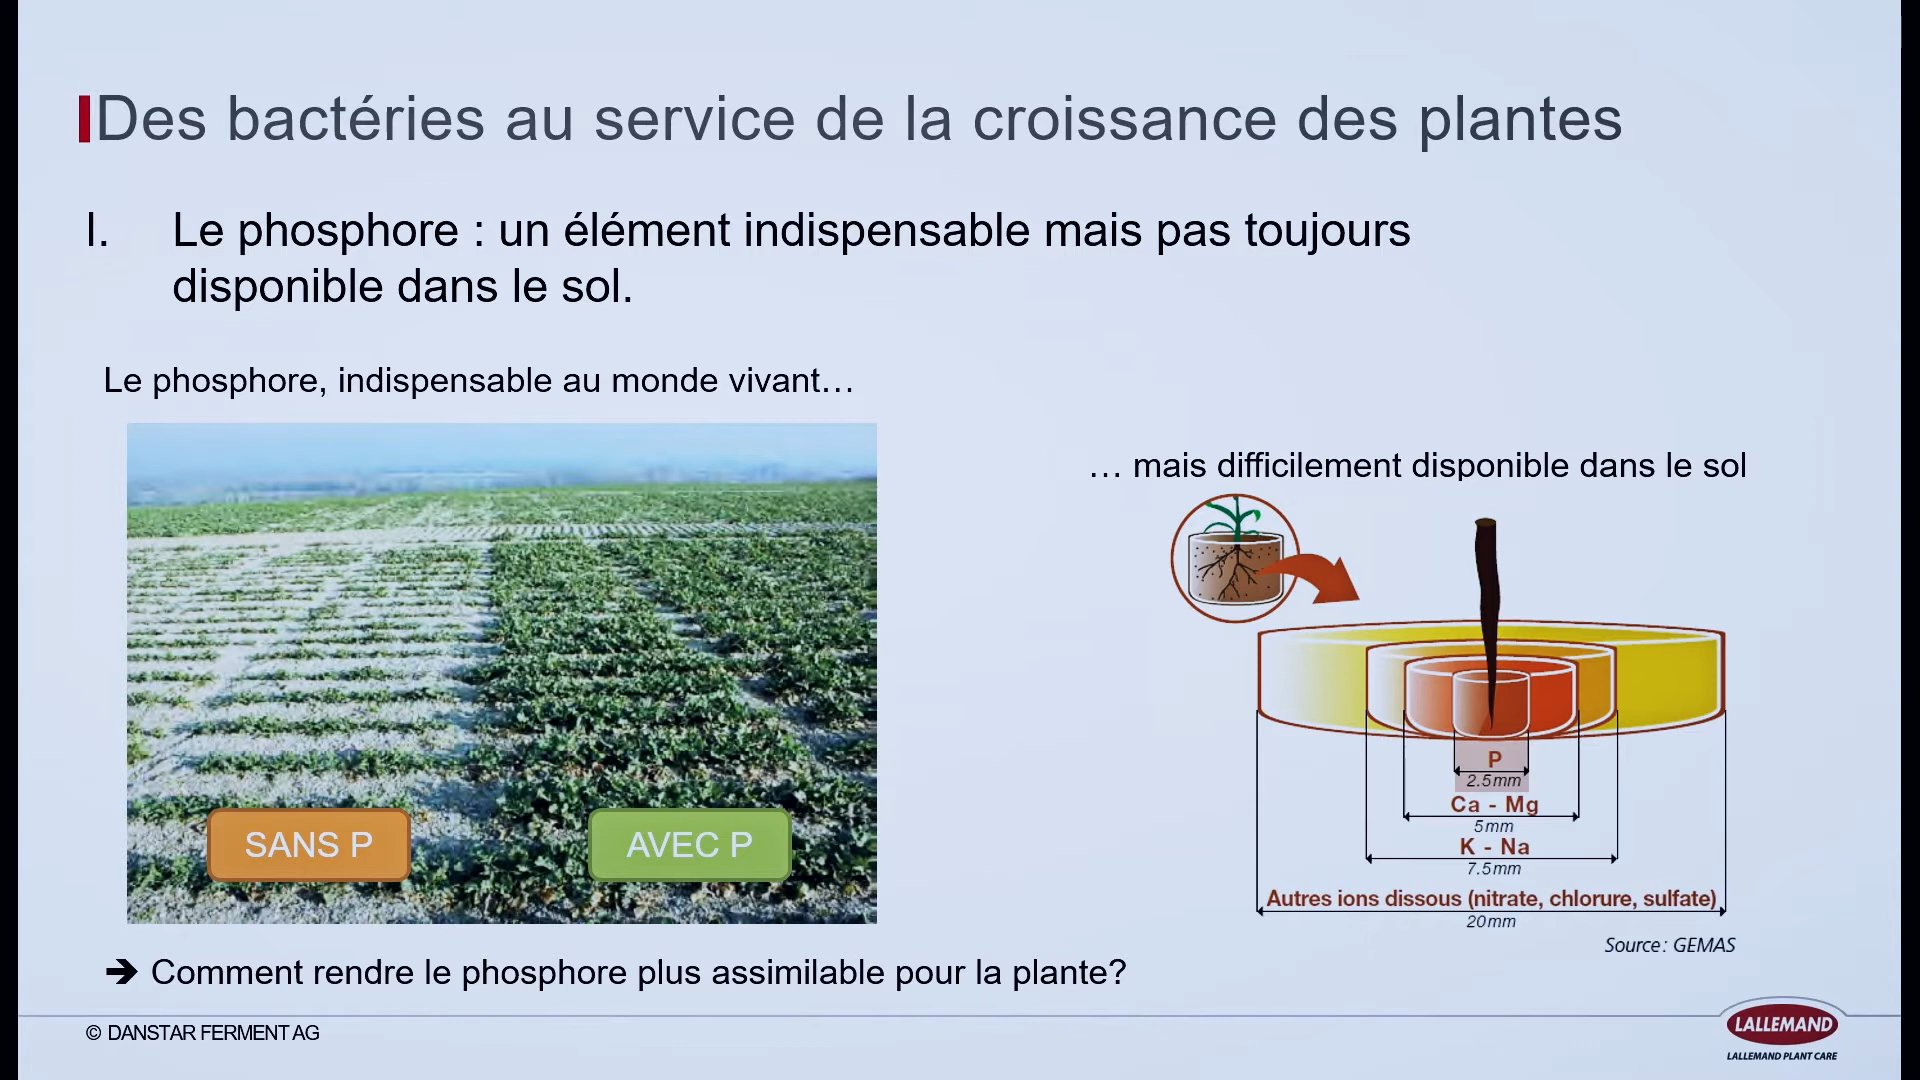 Des bactéries au service de la croissance des plantes
I. Le phosphore : un élément indispensable mais pas toujours
disponible dans le sol.
Le phosphore, indispensable au monde vivant…
SANS P
AVEC P
… mais difficilement disponible dans le sol
P
2.5mm
Ca - Mg
5mm
K - Na
7.5mm
Autres ions dissous (nitrate, chlorure, sulfate)
20mm
Source: GEMAS
➔ Comment rendre le phosphore plus assimilable pour la plante?
© DANSTAR FERMENT AG
LALLEMAND
LALLEMAND PLANT CARE